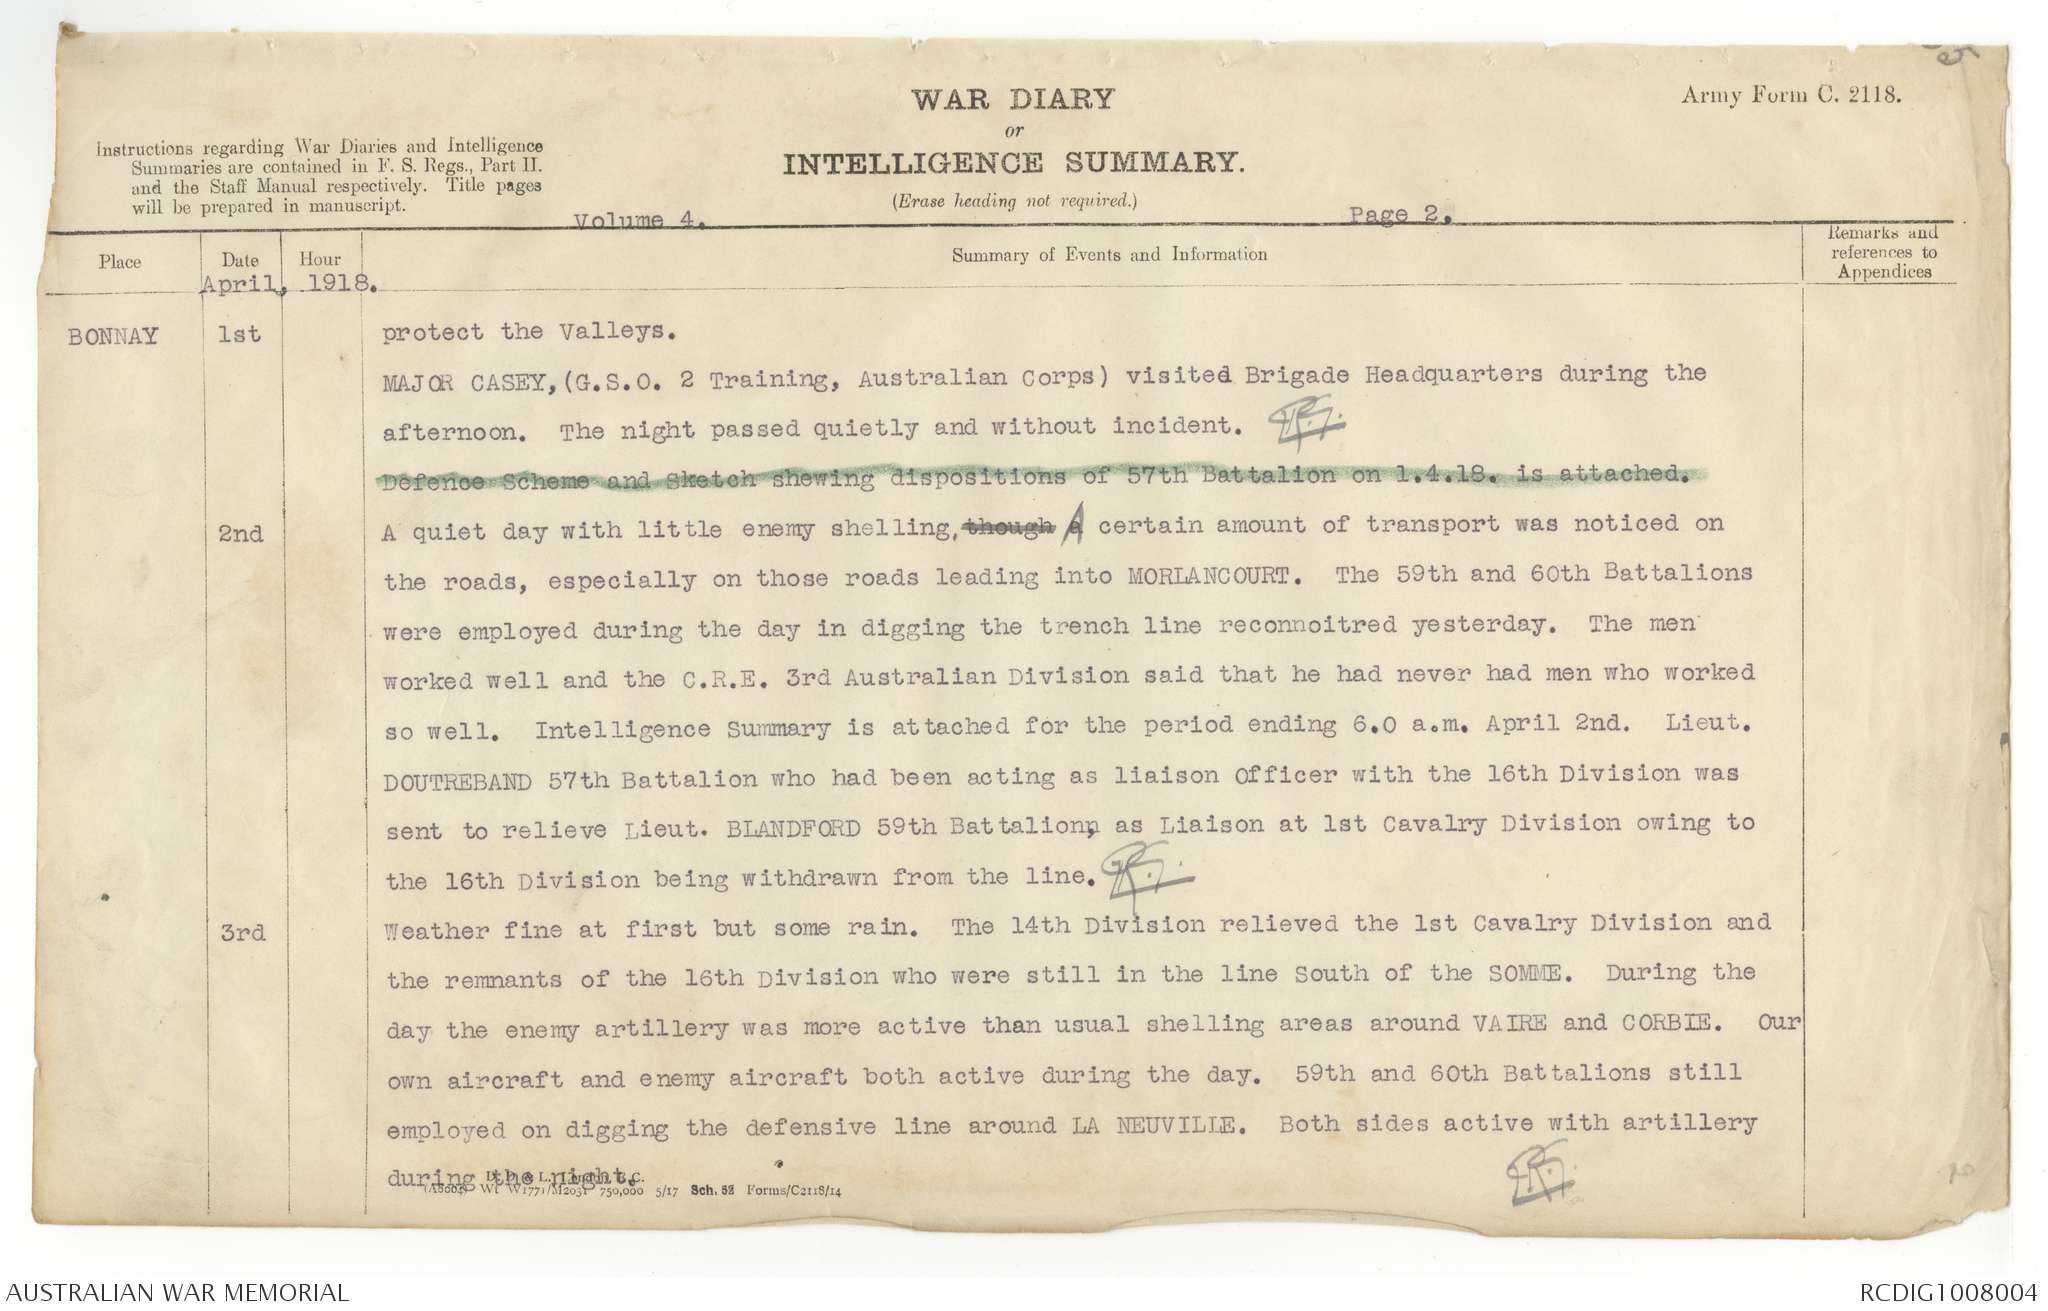 WAR DIARY
or
INTELLIGENCE SUMMARY.
(Erase heading not required.)
Army Form C. 2118.
Instructions regarding War Diaries and Intelligence
Summaries are contained in F. S. Regs., Part II.
and the Staff Manual respectively. Title pages
will be prepared in manuscript.
Volume 4.
Page 2.
Place
Date
Hour
Summary of Events and Information
Remarks and
references to
Appendices
April, 1918.
BONNAY 1st protect the Valleys.
MAJOR CASEY,(G.S.O. 2 Training, Australian Corps) visited Brigade Headquarters during the
afternoon. The night passed quietly and without incident.
Defence Scheme and Sketch shewing dispositions of 57th Battalion on 1.4.18. is attached.
2nd A quiet day with little enemy shelling, though A certain amount of transport was noticed on
the roads, especially on those roads leading into MORLANCOURT. The 59th and 60th Battalions
were employed during the day in digging the trench line reconnoitred yesterday. The men
worked well and the C.R.E. 3rd Australian Division said that he had never had men who worked
so well. Intelligence Summary is attached for the period ending 6.0 a.m. April 2nd. Lieut.
DOUTREBAND 57th Battalion who had been acting as liaison Officer with the 16th Division was
sent to relieve Lieut. BLANDFORD 59th Battalion, as Liaison at 1st Cavalry Division owing to
the 16th Division being withdrawn from the line.
3rd Weather fine at first but some rain. The 14th Division relieved the 1st Cavalry Division and
the remnants of the 16th Division who were still in the line South of the SOMME. During the
day the enemy artillery was more active than usual shelling areas around VAIRE and CORBIE. Our
own aircraft and enemy aircraft both active during the day. 59th and 60th Battalions still
employed on digging the defensive line around LA NEUVILLE. Both sides active with artillery
during the night.
(A8604) Wt W1771/M2031 750,000 5/17 Sch. 52 Forms/C2118/14
AUSTRALIAN WAR MEMORIAL
RCDIG1008004